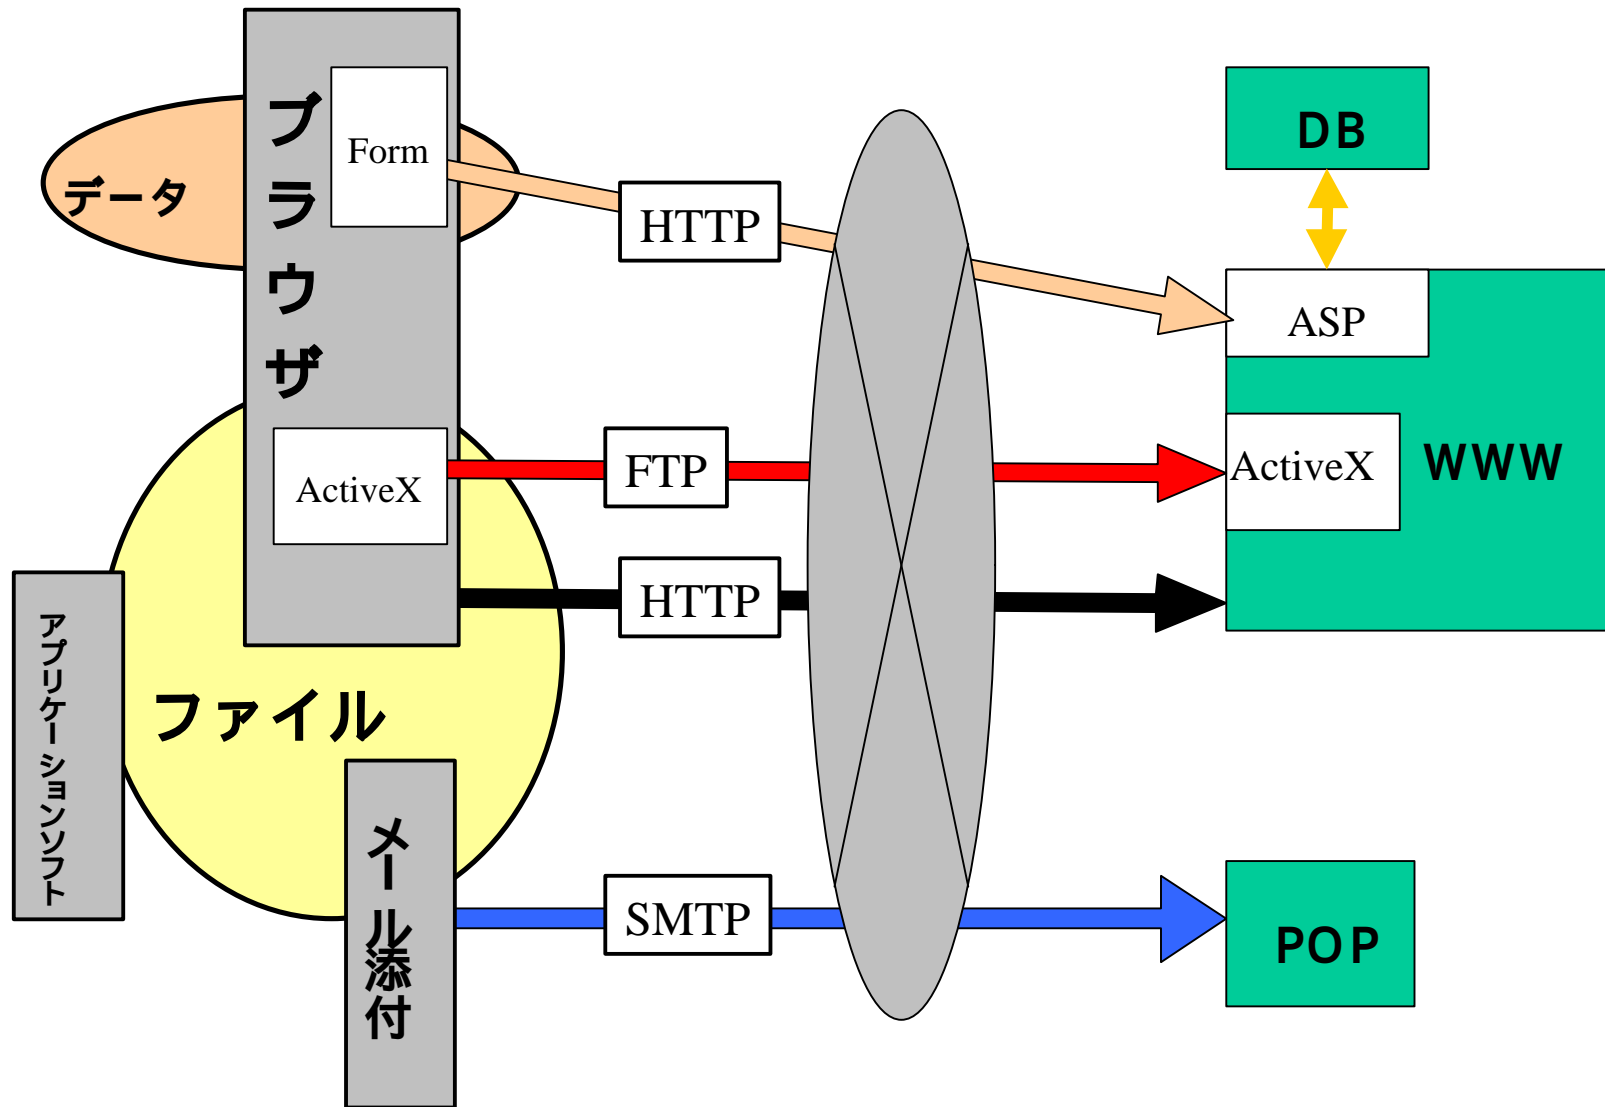 ブラウザ
Form
データ
HTTP
DB
ASP
ActiveX
FTP
ActiveX
WWW
HTTP
アプリケーションソフト
ファイル
メール添付
SMTP
POP